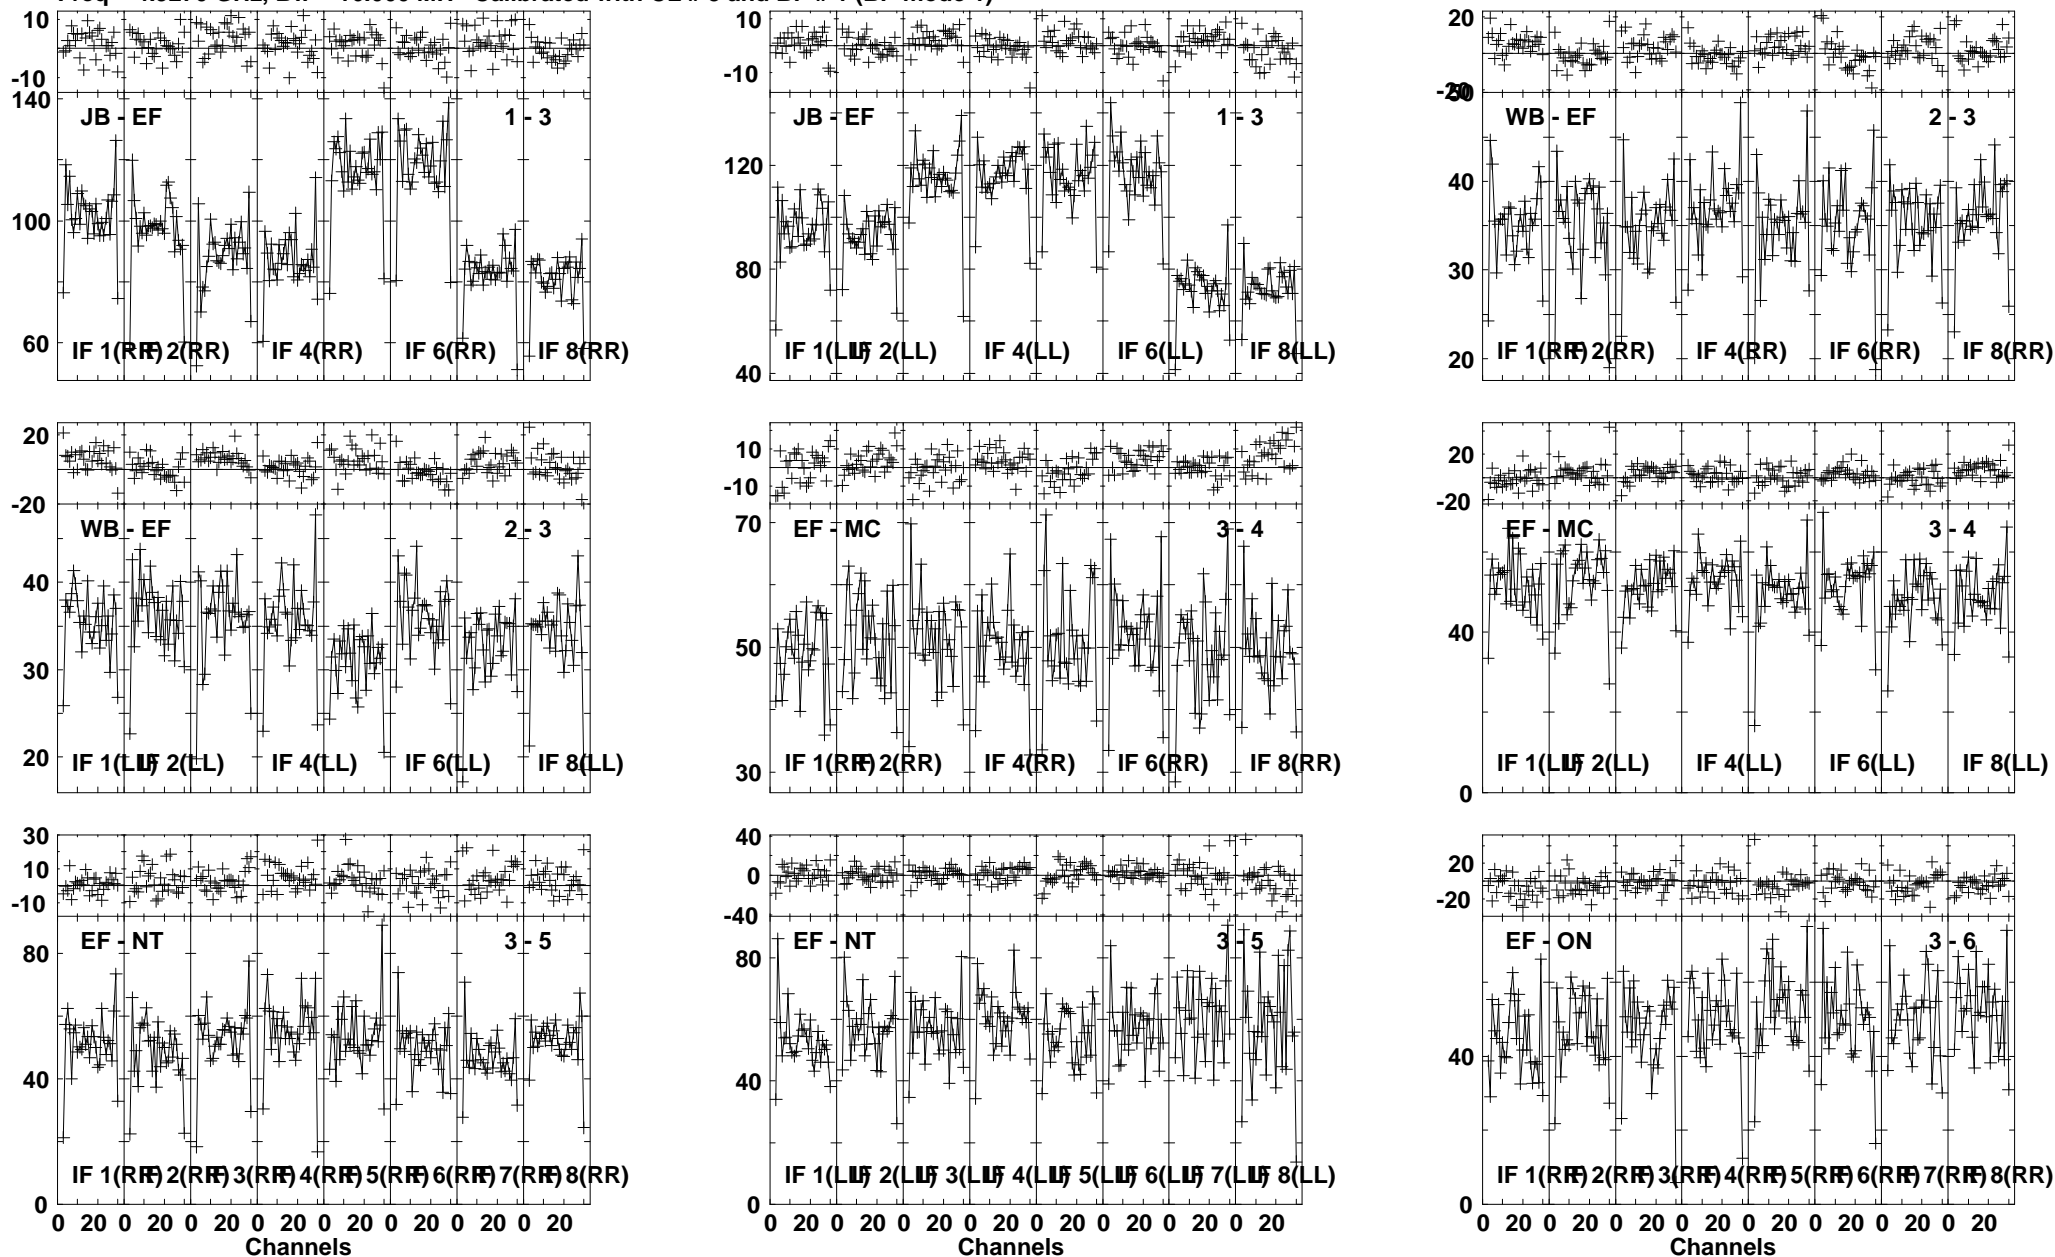 10
-10
140
100
60
JB - EF
1 - 3
IF 1(RR)
IF 2(RR)
IF 4(RR)
IF 6(RR)
IF 8(RR)
10
-10
120
80
40
JB - EF
1 - 3
IF 1(LL)
IF 2(LL)
IF 4(LL)
IF 6(LL)
IF 8(LL)
20
-20
50
40
30
20
WB - EF
2 - 3
IF 1(RR)
IF 2(RR)
IF 4(RR)
IF 6(RR)
IF 8(RR)
20
-20
40
30
20
WB - EF
2 - 3
IF 1(LL)
IF 2(LL)
IF 4(LL)
IF 6(LL)
IF 8(LL)
10
-10
70
50
30
EF - MC
3 - 4
IF 1(RR)
IF 2(RR)
IF 4(RR)
IF 6(RR)
IF 8(RR)
20
-20
40
0
EF - MC
3 - 4
IF 1(LL)
IF 2(LL)
IF 4(LL)
IF 6(LL)
IF 8(LL)
30
10
-10
80
40
0
EF - NT
3 - 5
IF 1(RR)
IF 2(RR)
IF 3(RR)
IF 4(RR)
IF 5(RR)
IF 6(RR)
IF 7(RR)
IF 8(RR)
0 20 0 20 0 20 0 20 0 20 0 20 0 20 0 20
Channels
40
0
-40
80
40
0
EF - NT
3 - 5
IF 1(LL)
IF 2(LL)
IF 3(LL)
IF 4(LL)
IF 5(LL)
IF 6(LL)
IF 7(LL)
IF 8(LL)
0 20 0 20 0 20 0 20 0 20 0 20 0 20 0 20
Channels
20
-20
40
0
EF - ON
3 - 6
IF 1(RR)
IF 2(RR)
IF 3(RR)
IF 4(RR)
IF 5(RR)
IF 6(RR)
IF 7(RR)
IF 8(RR)
0 20 0 20 0 20 0 20 0 20 0 20 0 20 0 20
Channels